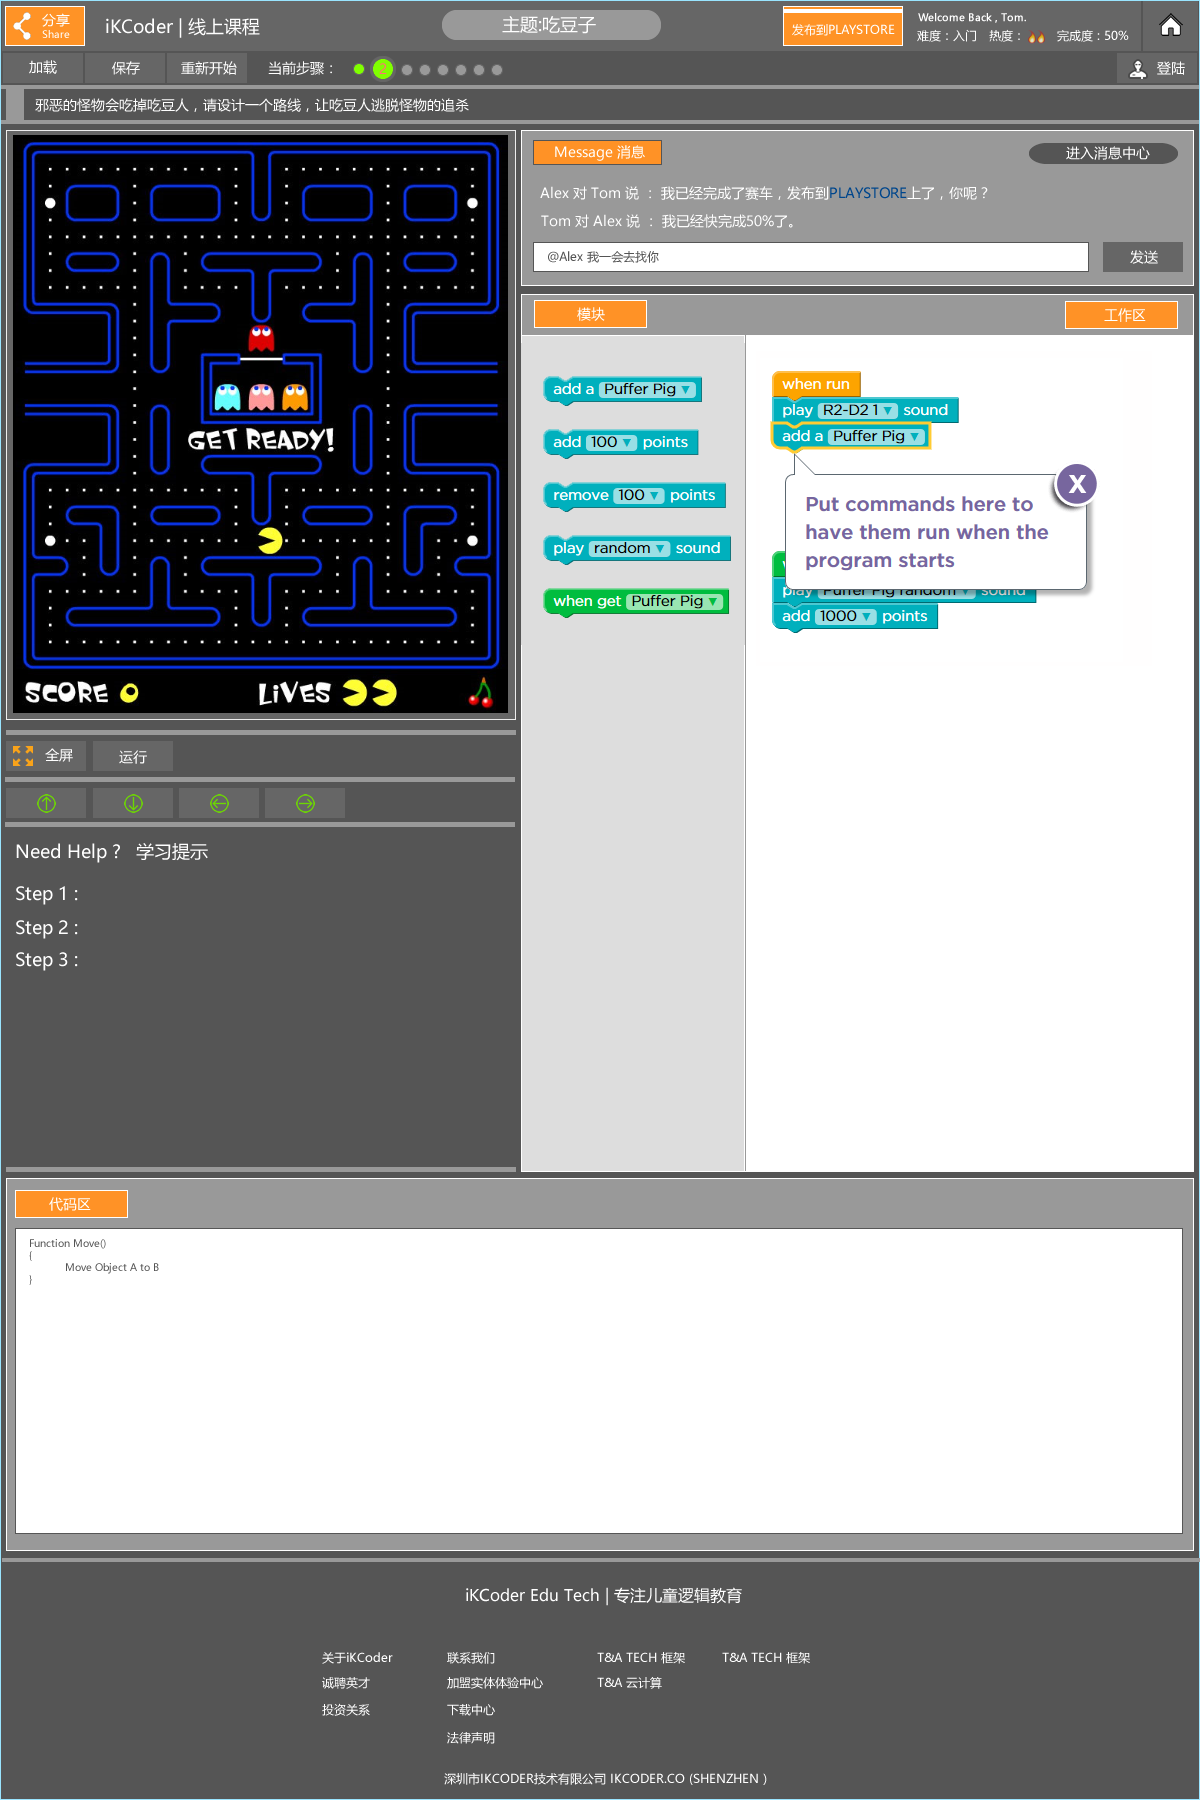 分享
Share
iKCoder | 线上课程
主题:吃豆子
发布到PLAYSTORE
Welcome Back , Tom.
难度：入门 热度： 完成度：50%
加载
保存
重新开始
当前步骤：
2
登陆
邪恶的怪物会吃掉吃豆人，请设计一个路线，让吃豆人逃脱怪物的追杀
GET READY!
SCORE 0
LIVES
Message 消息
进入消息中心
Alex 对 Tom 说 ： 我已经完成了赛车，发布到PLAYSTORE上了，你呢？
Tom 对 Alex 说 ： 我已经快完成50%了。
@Alex 我一会会去找你
发送
模块
工作区
add a Puffer Pig ▼
add 100 ▼ points
remove 100 ▼ points
play random ▼ sound
when get Puffer Pig ▼
when run
play R2-D2 1 ▼ sound
add a Puffer Pig ▼
X
Put commands here to
have them run when the
program starts
play Puffer Pig random ▼ sound
add 1000 ▼ points
全屏
运行
Need Help ? 学习提示
Step 1 :
Step 2 :
Step 3 :
代码区
Function Move()
{
Move Object A to B
}
iKCoder Edu Tech | 专注儿童逻辑教育
关于iKCoder
诚聘英才
投资关系
联系我们
加盟实体体验中心
下载中心
法律声明
T&A TECH 框架
T&A 云计算
T&A TECH 框架
深圳市IKCODER技术有限公司 IKCODER.CO (SHENZHEN )